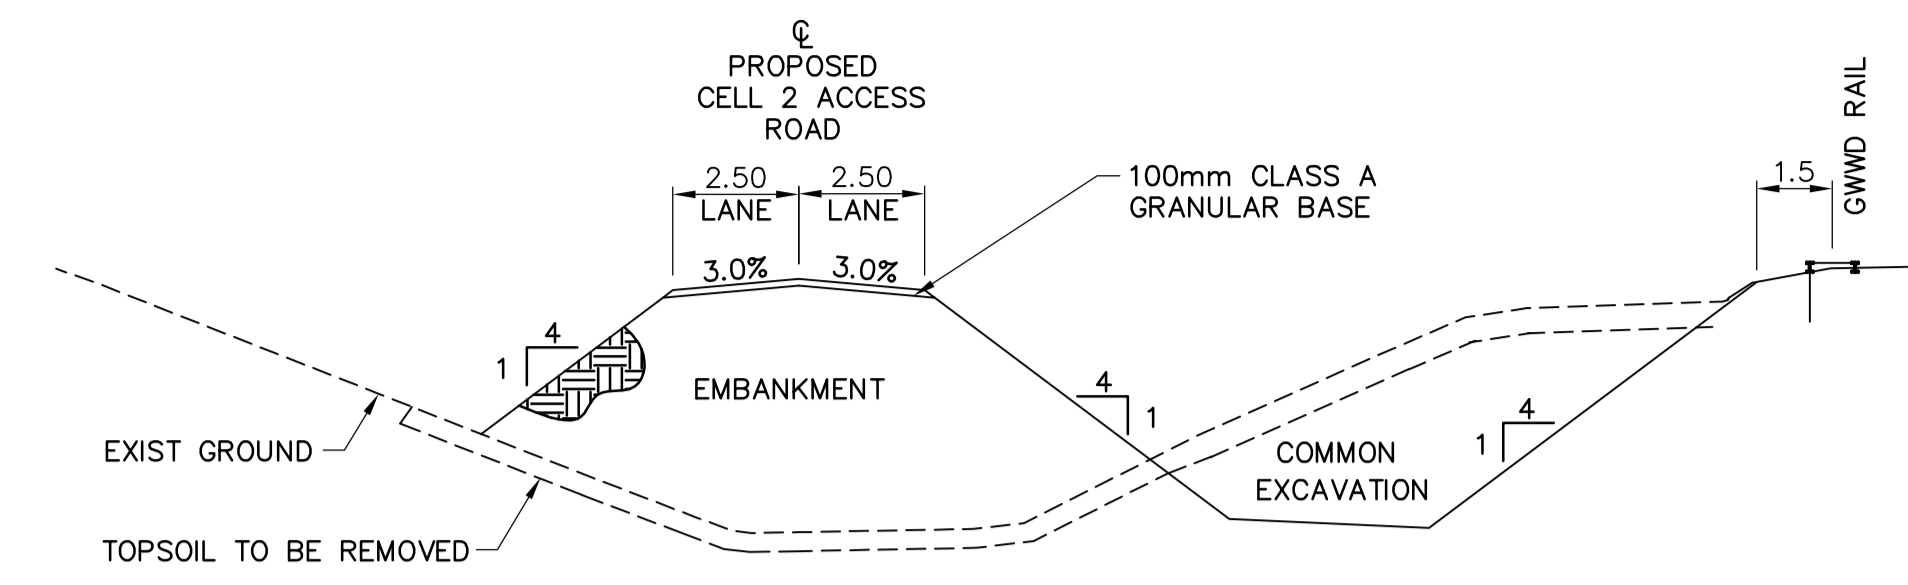 ℄
PROPOSED
CELL 2 ACCESS
ROAD
2.50
LANE
2.50
LANE
3.0%
3.0%
100mm CLASS A
GRANULAR BASE
1.5
GWWD RAIL
4
1
EMBANKMENT
4
1
4
1
COMMON
EXCAVATION
EXIST GROUND
TOPSOIL TO BE REMOVED